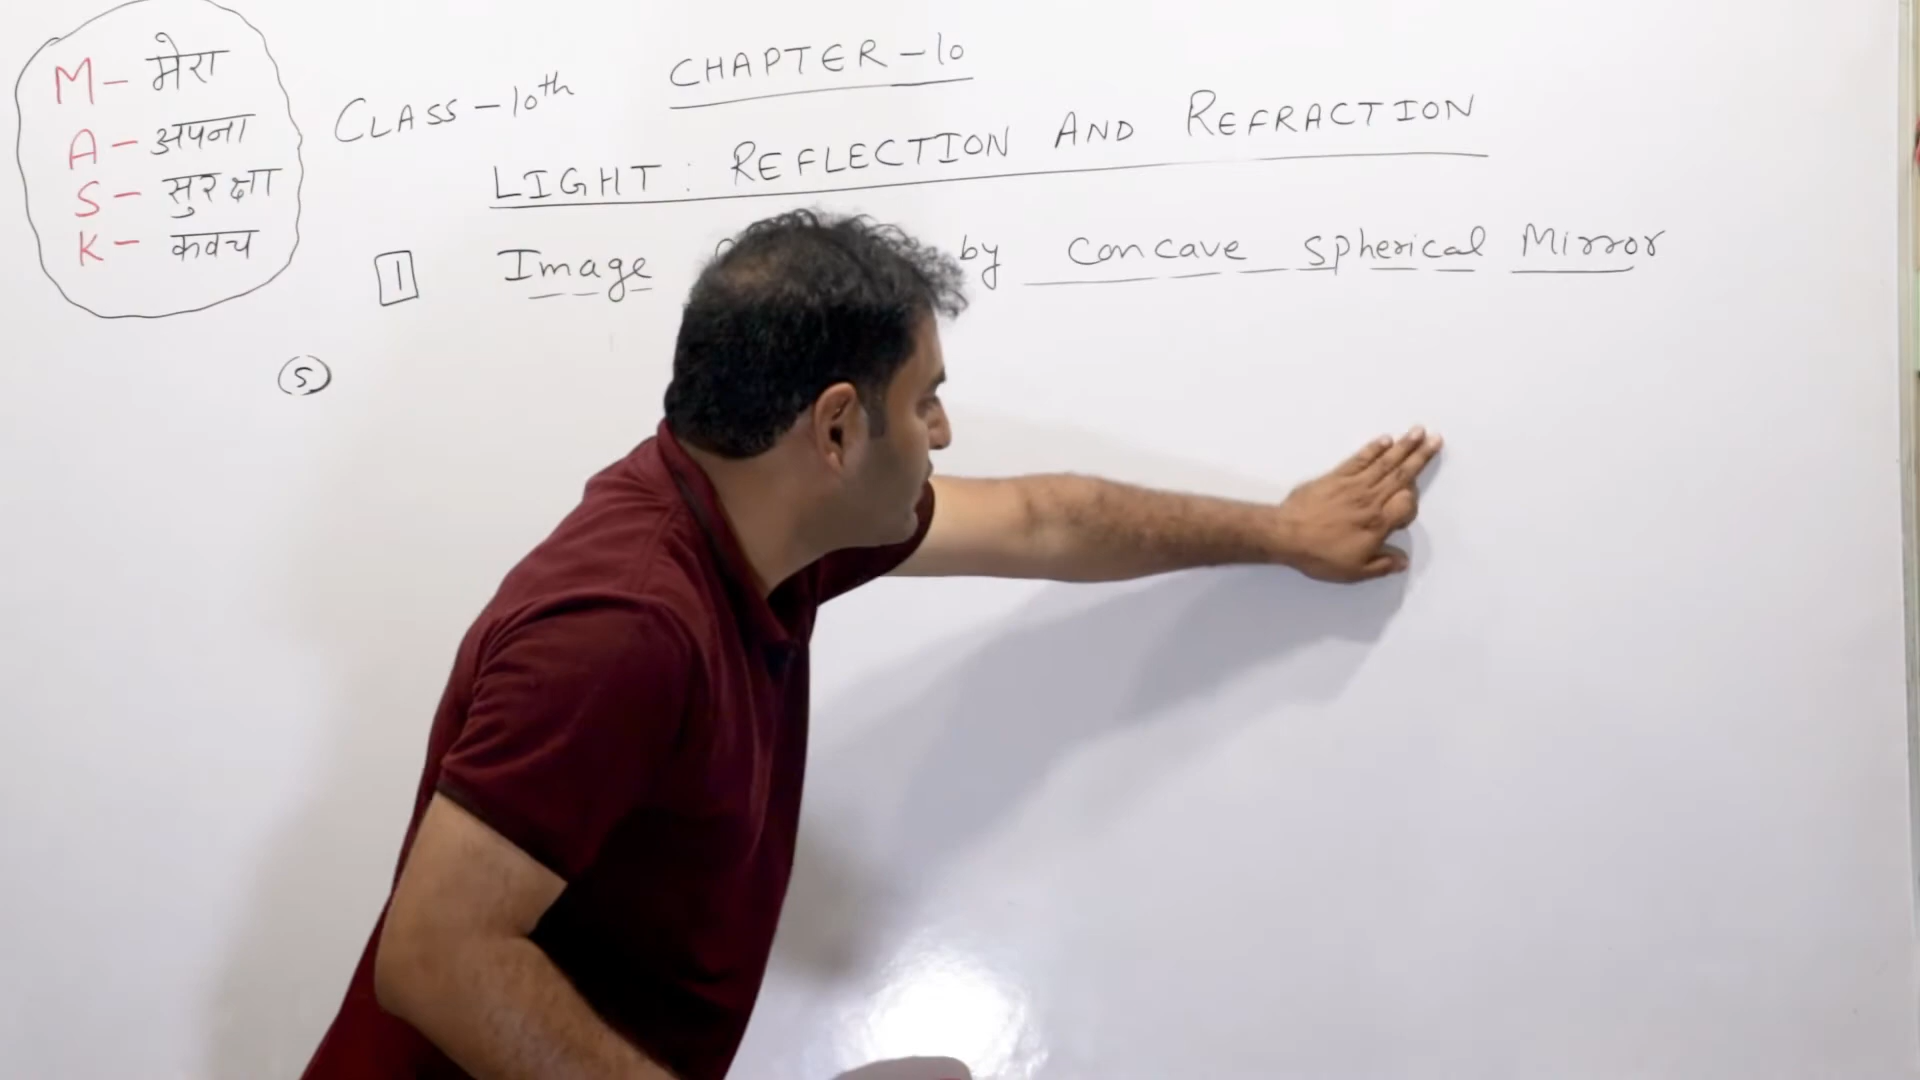 M - मेरा
A - अपना
S - सुरक्षा
K - कवच
CLASS - 10th
CHAPTER - 10
LIGHT : REFLECTION AND REFRACTION
1 Image by Concave Spherical Mirror
5